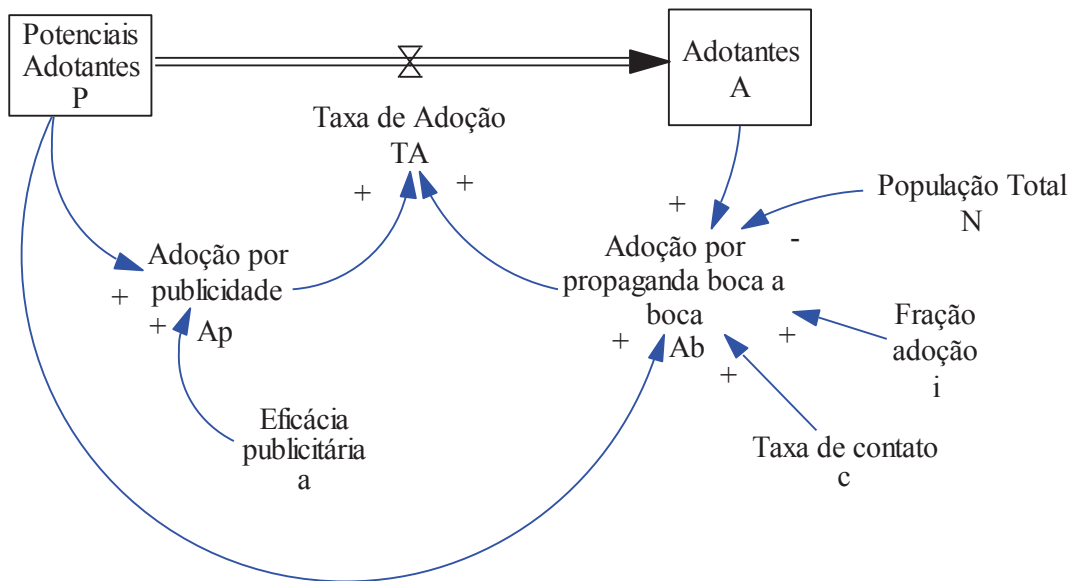 Potenciais
Adotantes
P
Adotantes
A
Taxa de Adoção
TA
+
+
+
População Total
N
-
Adoção por
publicidade
Ap
+
+
Adoção por
propaganda boca a
boca
Ab
+
+
+
Fração
adoção
i
Eficácia
publicitária
a
Taxa de contato
c